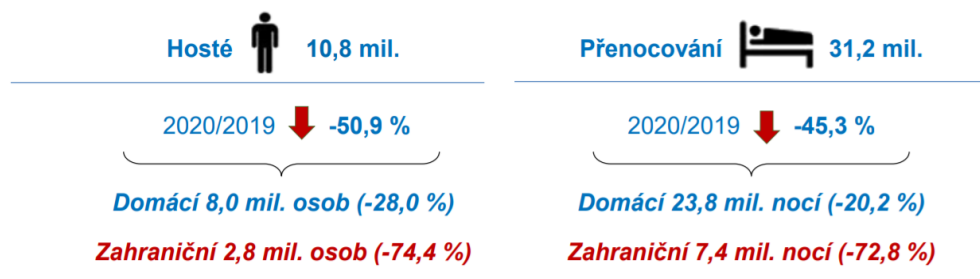 Hosté 10,8 mil.
2020/2019 -50,9 %
Domácí 8,0 mil. osob (-28,0 %)
Zahraniční 2,8 mil. osob (-74,4 %)
Přenocování 31,2 mil.
2020/2019 -45,3 %
Domácí 23,8 mil. nocí (-20,2 %)
Zahraniční 7,4 mil. nocí (-72,8 %)